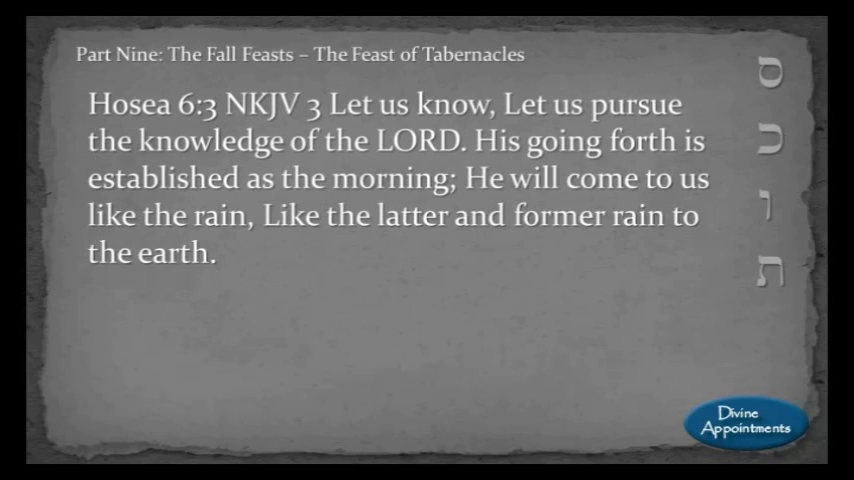 Part Nine: The Fall Feasts – The Feast of Tabernacles
Hosea 6:3 NKJV 3 Let us know, Let us pursue
the knowledge of the LORD. His going forth is
established as the morning; He will come to us
like the rain, Like the latter and former rain to
the earth.
ס
ט
י
ת
Divine
Appointments